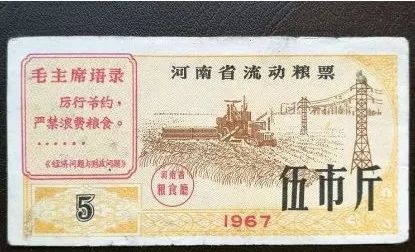 毛主席语录
厉行节约,
严禁浪费粮食。
《经济问题与财政问题》
河南省流动粮票
河南省
粮食廳
伍市斤
5
1967